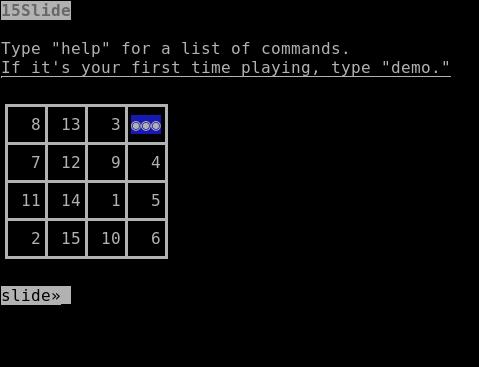 15Slide
Type "help" for a list of commands.
If it's your first time playing, type "demo."
8 13 3 ◉◉◉
7 12 9 4
11 14 1 5
2 15 10 6
slide»